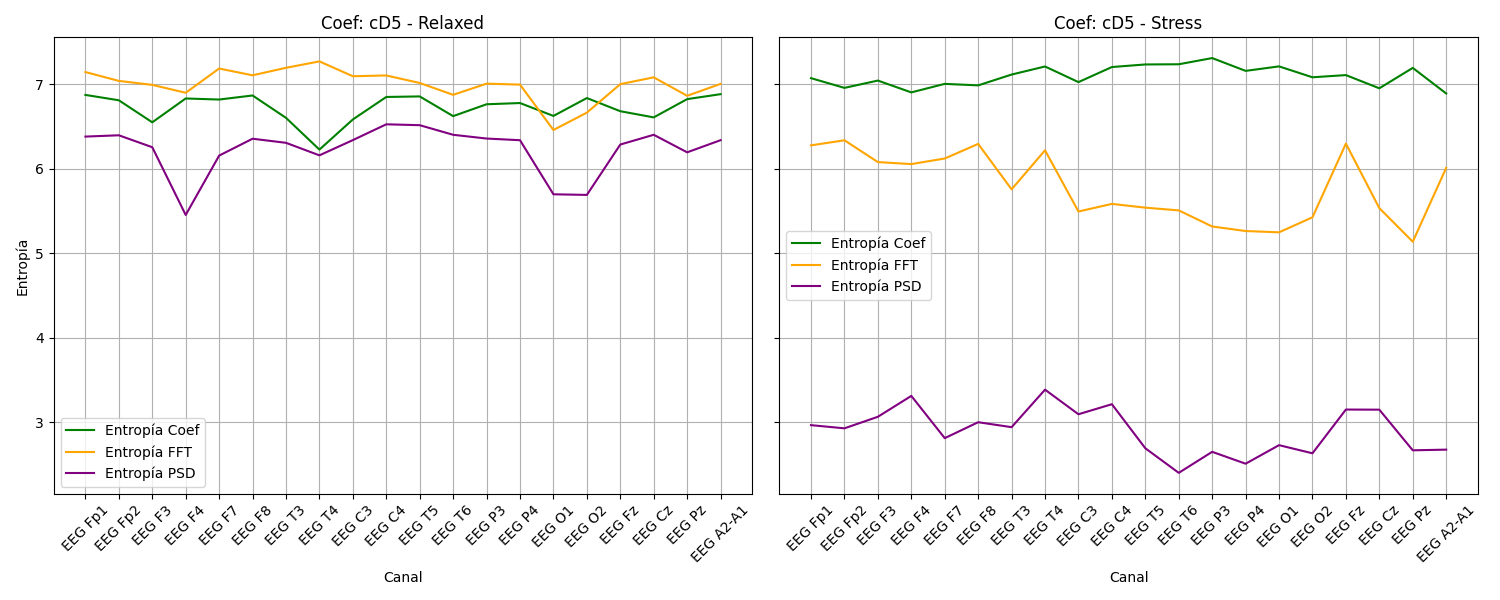 Coef: cD5 - Relaxed
Entropía
7
6
5
4
3
Entropía Coef
Entropía FFT
Entropía PSD
EEG Fp1
EEG Fp2
EEG F3
EEG F4
EEG F7
EEG F8
EEG T3
EEG T4
EEG C3
EEG C4
EEG T5
EEG T6
EEG P3
EEG P4
EEG O1
EEG O2
EEG Fz
EEG Cz
EEG Pz
EEG A2-A1
Canal
Coef: cD5 - Stress
Entropía Coef
Entropía FFT
Entropía PSD
EEG Fp1
EEG Fp2
EEG F3
EEG F4
EEG F7
EEG F8
EEG T3
EEG T4
EEG C3
EEG C4
EEG T5
EEG T6
EEG P3
EEG P4
EEG O1
EEG O2
EEG Fz
EEG Cz
EEG Pz
EEG A2-A1
Canal